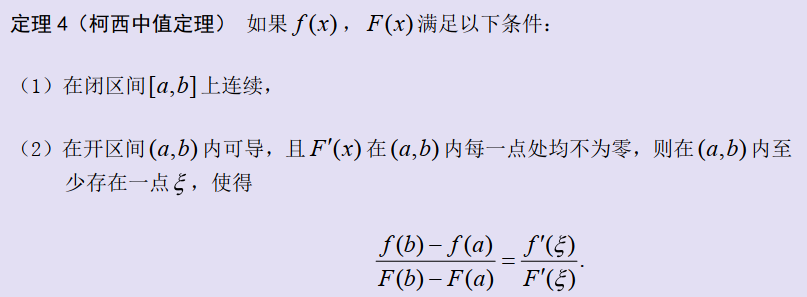 定理4（柯西中值定理） 如果 f(x)，F(x)满足以下条件：
（1）在闭区间[a,b]上连续，
（2）在开区间(a,b)内可导，且F′(x)在(a,b)内每一点处均不为零，则在(a,b)内至
少存在一点ξ，使得
\frac{f(b)-f(a)}{F(b)-F(a)}=\frac{f′(ξ)}{F′(ξ)}.